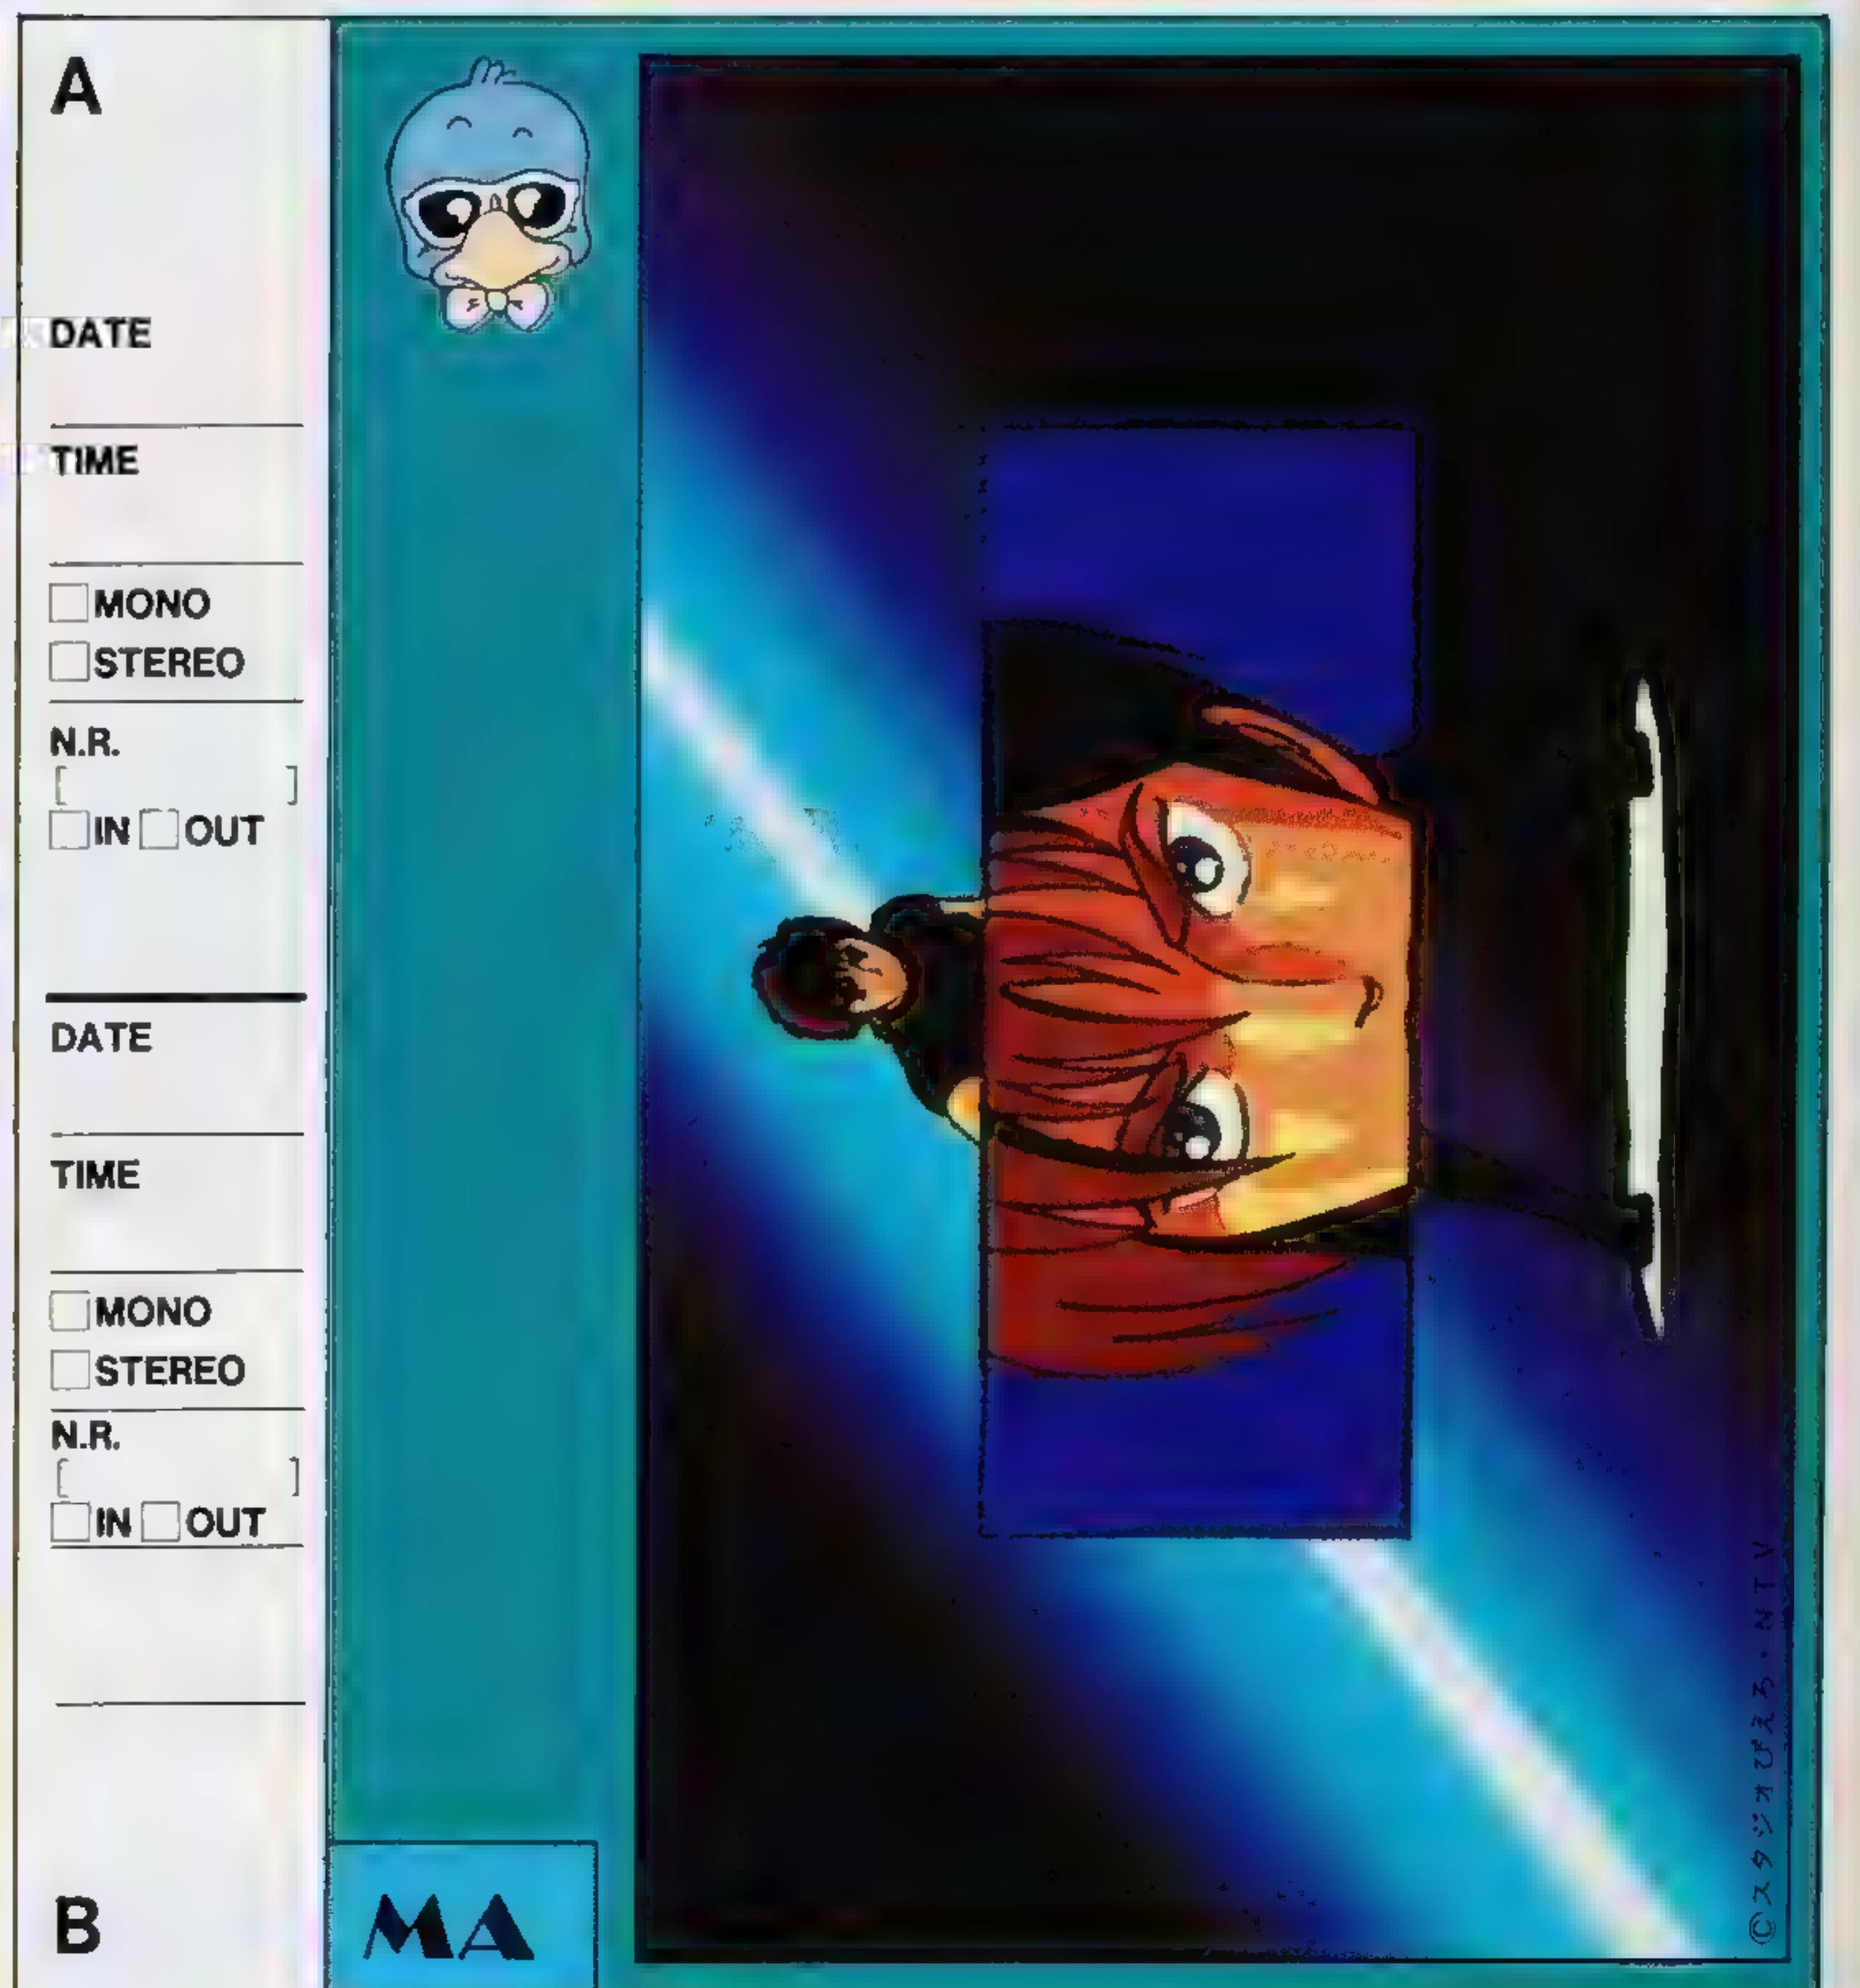 A
DATE
TIME
MONO
STEREO
N.R.
[ ]
IN OUT
DATE
TIME
MONO
STEREO
N.R.
[ ]
IN OUT
B
MA
©スタジオぴえろ・NTV